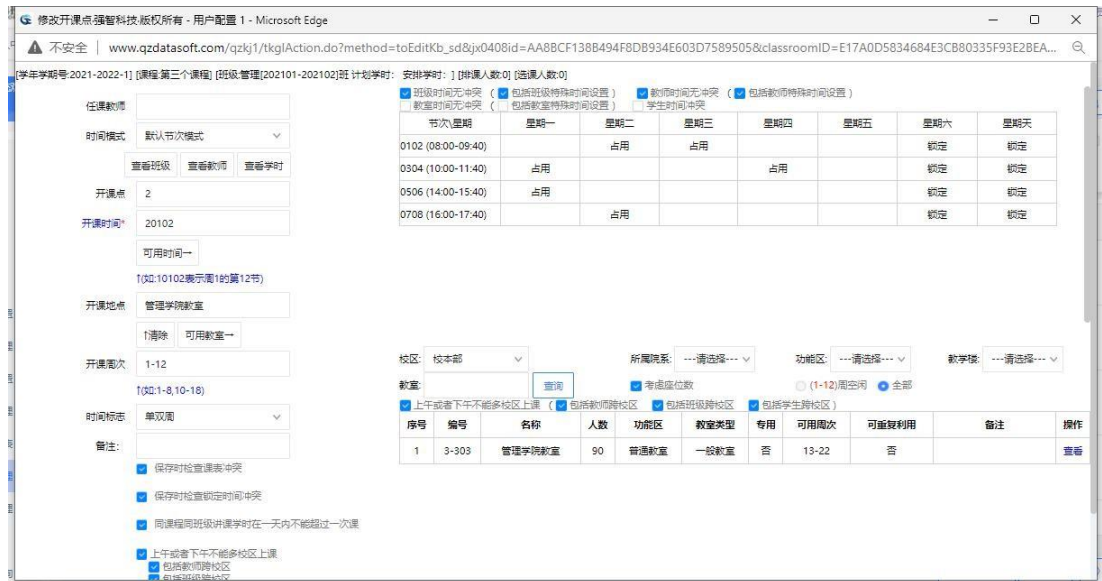 修改开课点-强智科技-版权所有 - 用户配置 1 - Microsoft Edge
不安全 | www.qzdatasoft.com/qzkj1/tkglAction.do?method=toEditKb_sd&jx0408id=AA8BCF138B494F8DB934E603D7589505&classroomID=E17A0D5834684E3CB80335F93E2BEA...
[学年学期号:2021-2022-1] [课程:第三个课程] [班级:管理[202101-202102]班 计划学时: 安排学时: ] [排课人数:0] [选课人数:0]
任课教师
时间模式 默认节次模式
查看班级 查看教师 查看学时
开课点 2
开课时间* 20102
可用时间→
↑(如:10102表示周1的第12节)
开课地点 管理学院教室
↑清除 可用教室→
开课周次 1-12
↑(如:1-8,10-18)
时间标志 单双周
备注:
保存时检查课表冲突
保存时检查锁定时间冲突
同课程同班级讲课学时在一天内不能超过一次课
上午或者下午不能多校区上课
包括教师跨校区
包括班级跨校区
班级时间无冲突 ( 包括班级特殊时间设置 ) 教师时间无冲突 ( 包括教师特殊时间设置 )
教室时间无冲突 ( 包括教室特殊时间设置 ) 学生时间冲突
节次\星期 星期一 星期二 星期三 星期四 星期五 星期六 星期天
0102 (08:00-09:40) 占用 占用 锁定 锁定
0304 (10:00-11:40) 占用 占用 锁定 锁定
0506 (14:00-15:40) 占用 锁定 锁定
0708 (16:00-17:40) 占用 锁定 锁定
校区: 校本部 所属院系: ---请选择--- 功能区: ---请选择--- 教学楼: ---请选择---
教室: 查询 考虑座位数 (1-12)周空闲 全部
上午或者下午不能多校区上课 ( 包括教师跨校区 包括班级跨校区 包括学生跨校区 )
序号 编号 名称 人数 功能区 教室类型 专用 可用周次 可重复利用 备注 操作
1 3-303 管理学院教室 90 普通教室 一般教室 否 13-22 否 查看